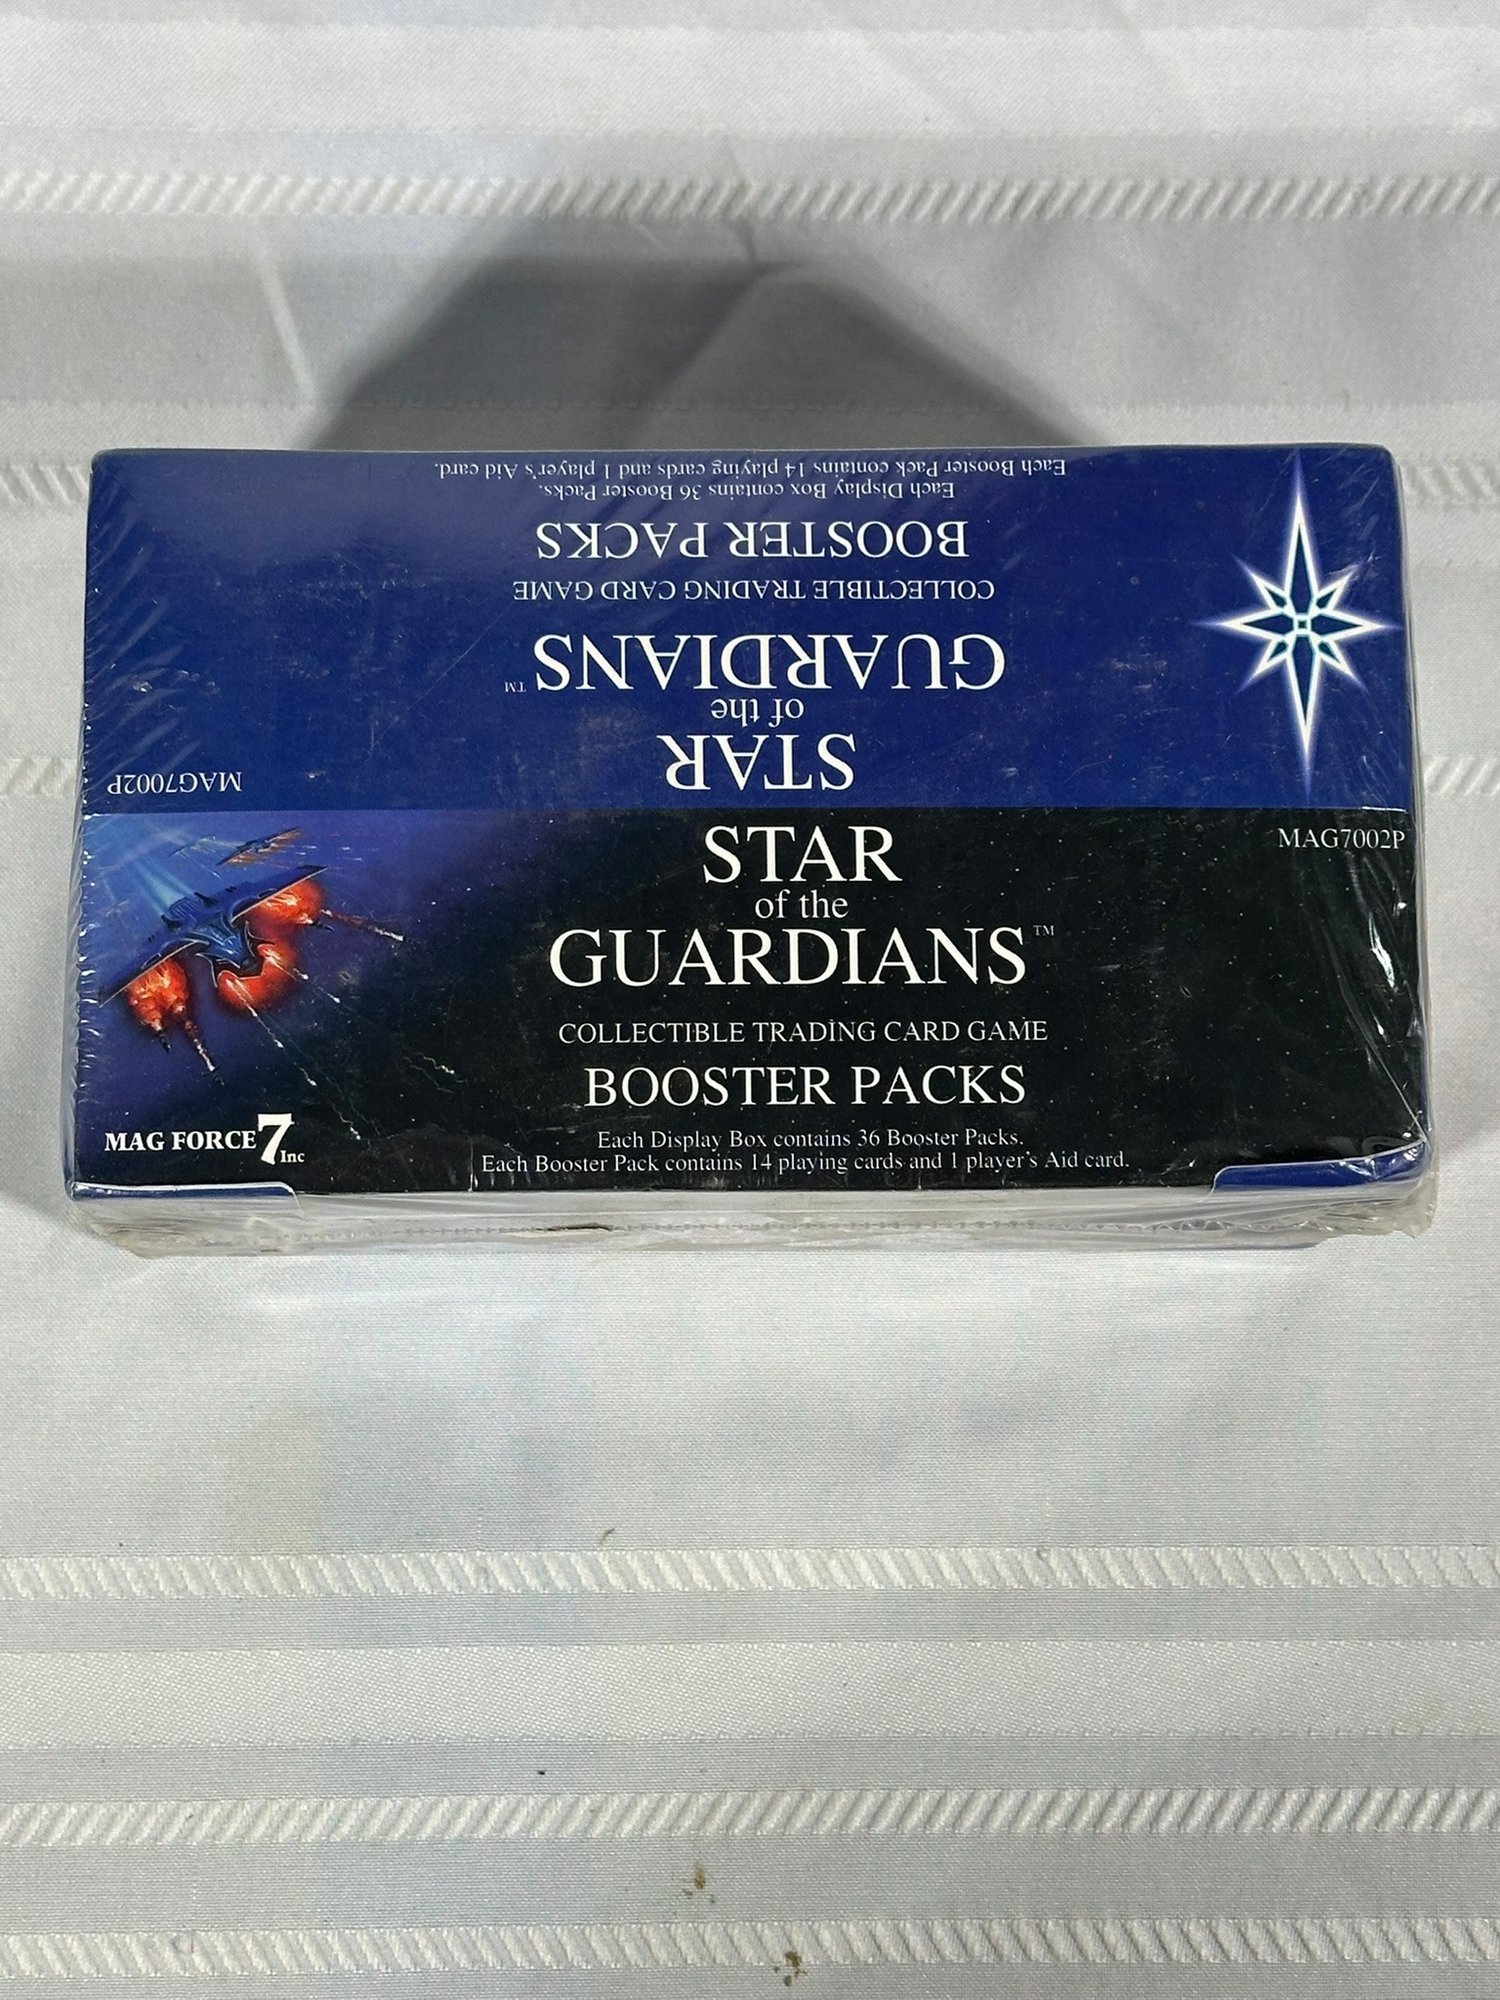 Each Booster Pack contains 14 playing cards and 1 player's Aid card.
Each Display Box contains 36 Booster Packs.
BOOSTER PACKS
COLLECTIBLE TRADING CARD GAME
GUARDIANS™
of the
STAR
MAG7002P
STAR
of the
GUARDIANS™
MAG7002P
COLLECTIBLE TRADING CARD GAME
BOOSTER PACKS
MAG FORCE 7 Inc
Each Display Box contains 36 Booster Packs.
Each Booster Pack contains 14 playing cards and 1 player's Aid card.